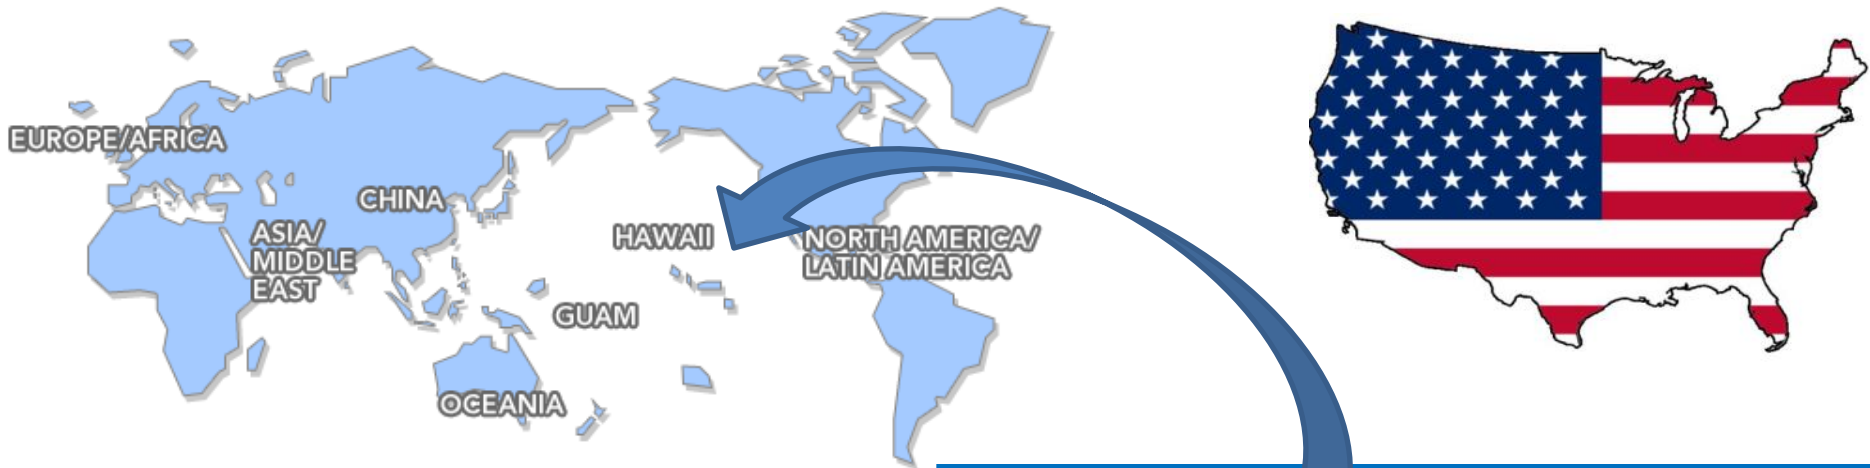 EUROPE/AFRICA
CHINA
ASIA/
MIDDLE
EAST
HAWAII
NORTH AMERICA/
LATIN AMERICA
GUAM
OCEANIA